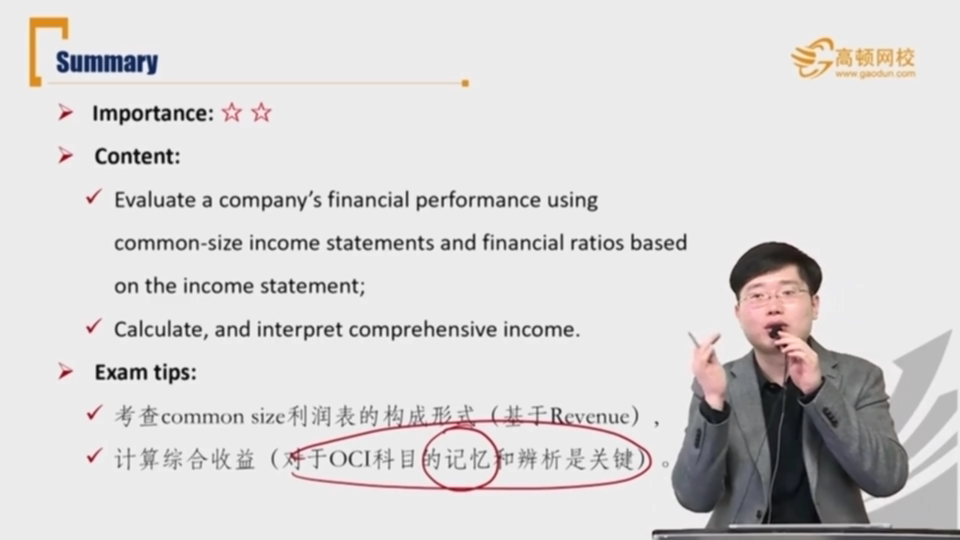 Summary
高顿网校
www.gaodun.com
Importance: ☆ ☆
Content:
Evaluate a company’s financial performance using
common-size income statements and financial ratios based
on the income statement;
Calculate, and interpret comprehensive income.
Exam tips:
考查common size利润表的构成形式（基于Revenue），
计算综合收益（对于OCI科目的记忆和辨析是关键）。